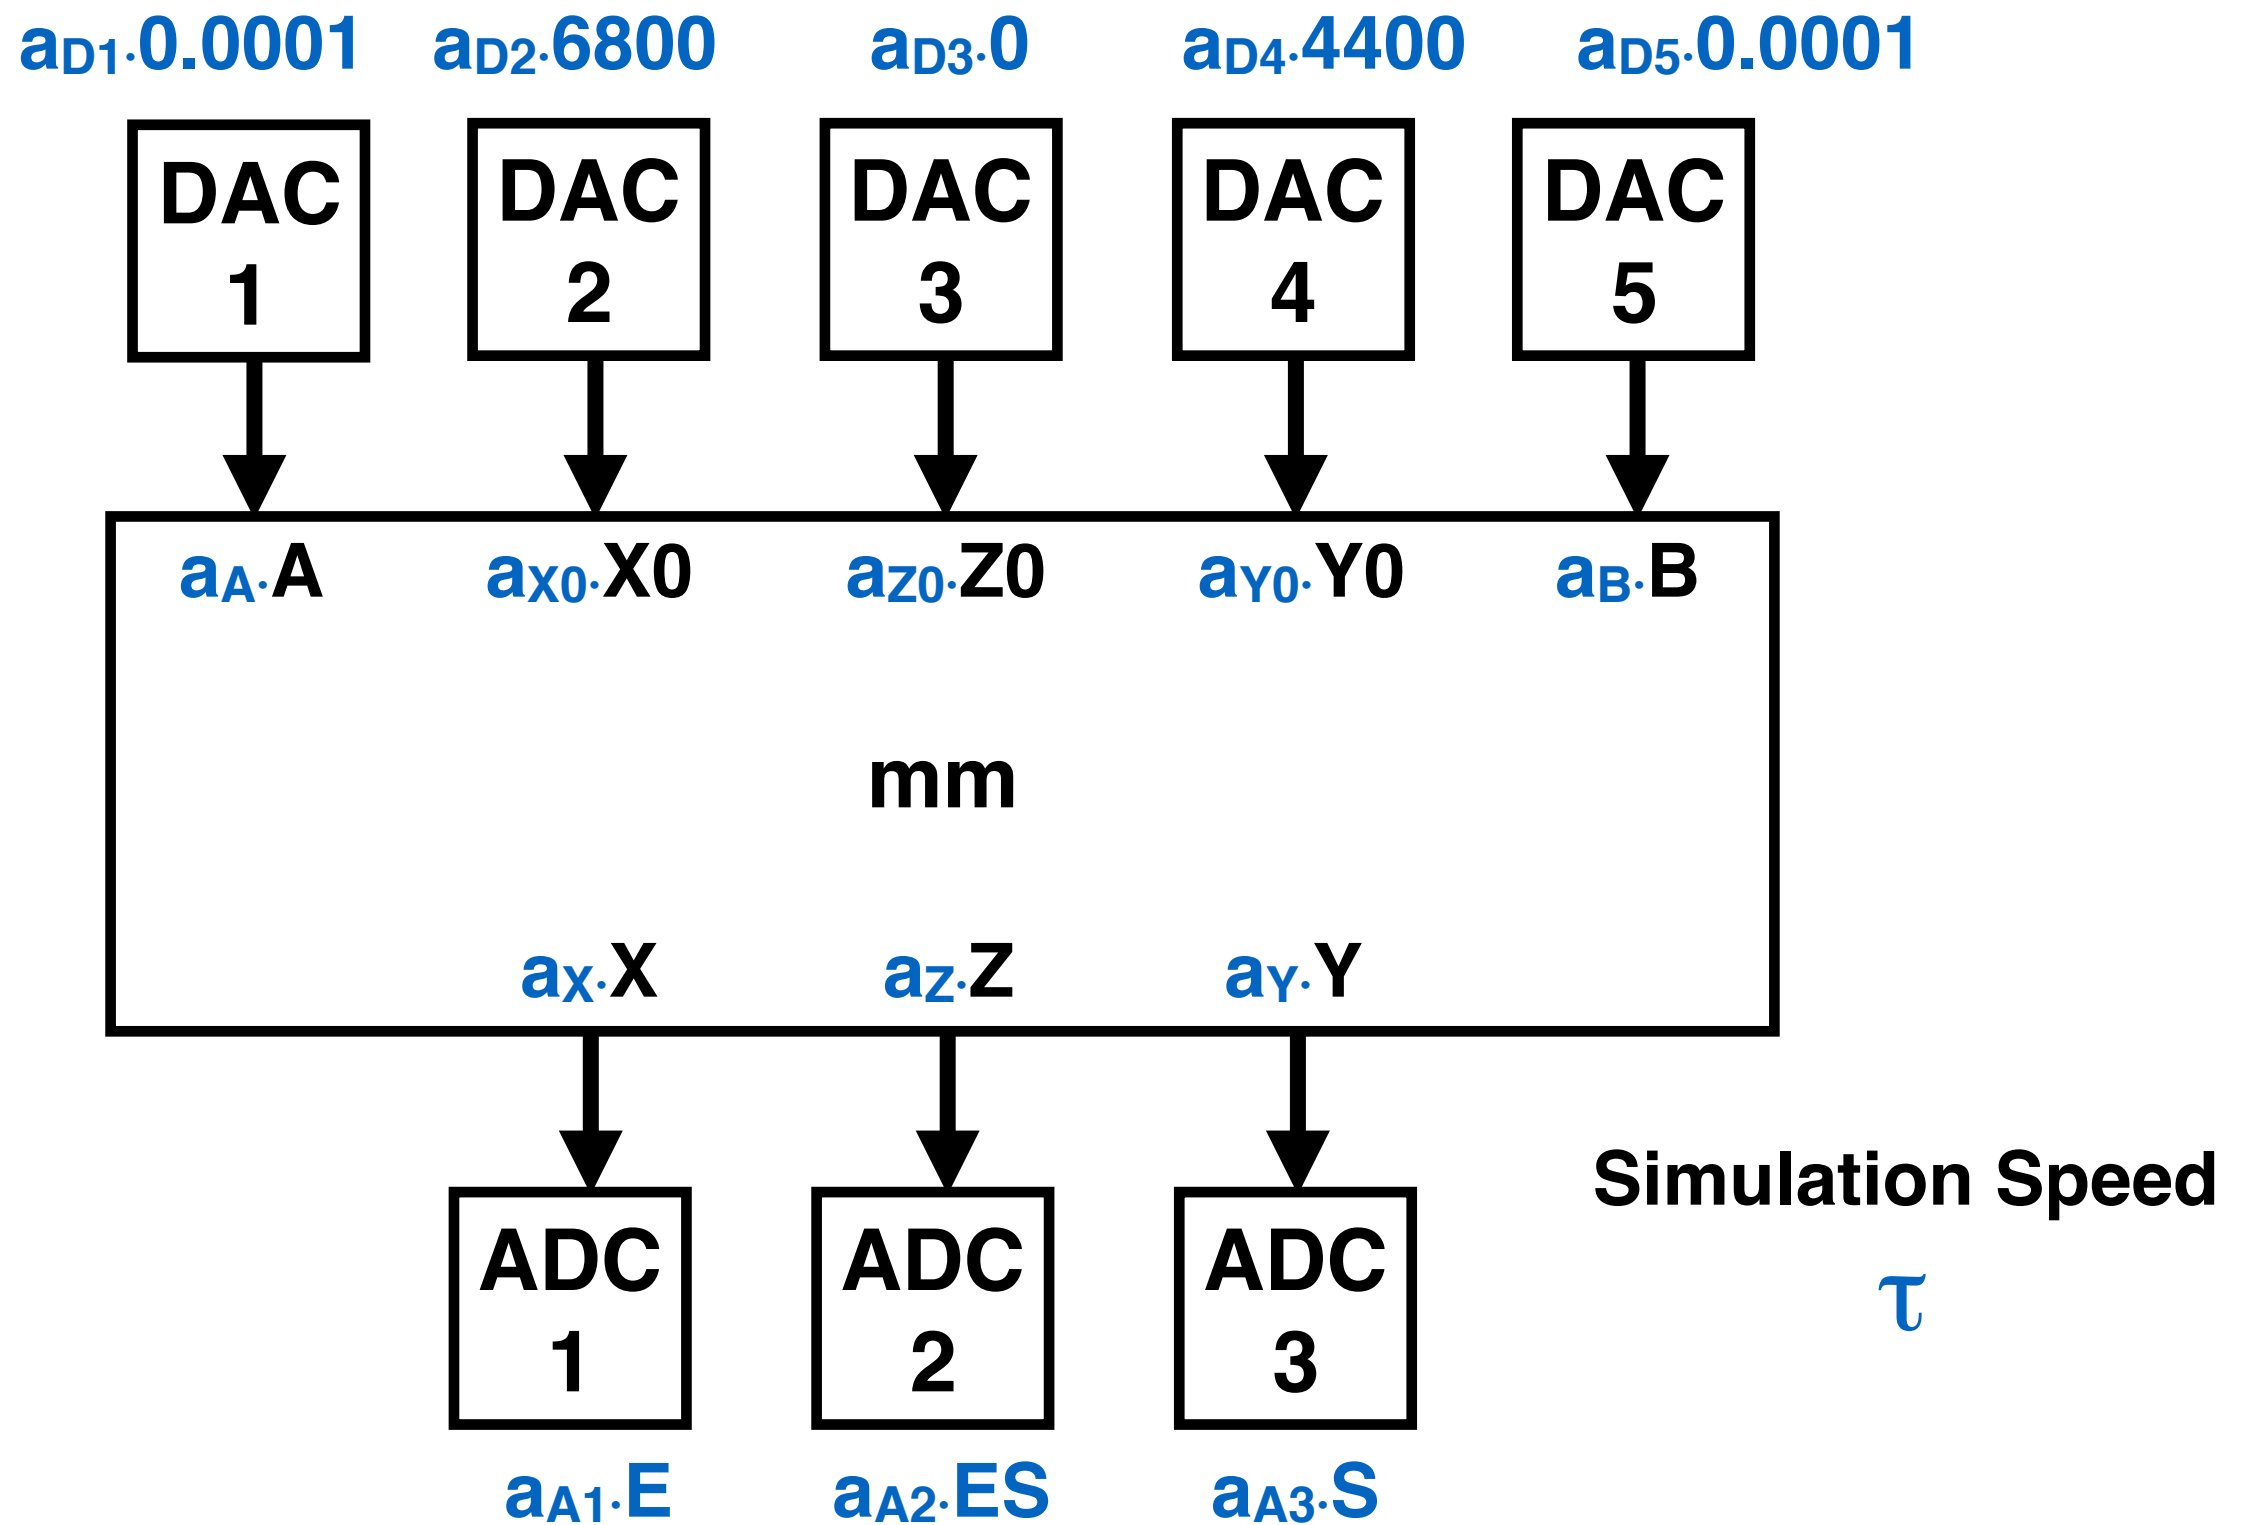 aD1·0.0001 aD2·6800 aD3·0 aD4·4400 aD5·0.0001
DAC DAC DAC DAC DAC
1 2 3 4 5
aA·A aX0·X0 aZ0·Z0 aY0·Y0 aB·B
mm
aX·X aZ·Z aY·Y
Simulation Speed
ADC ADC ADC
τ
1 2 3
aA1·E aA2·ES aA3·S